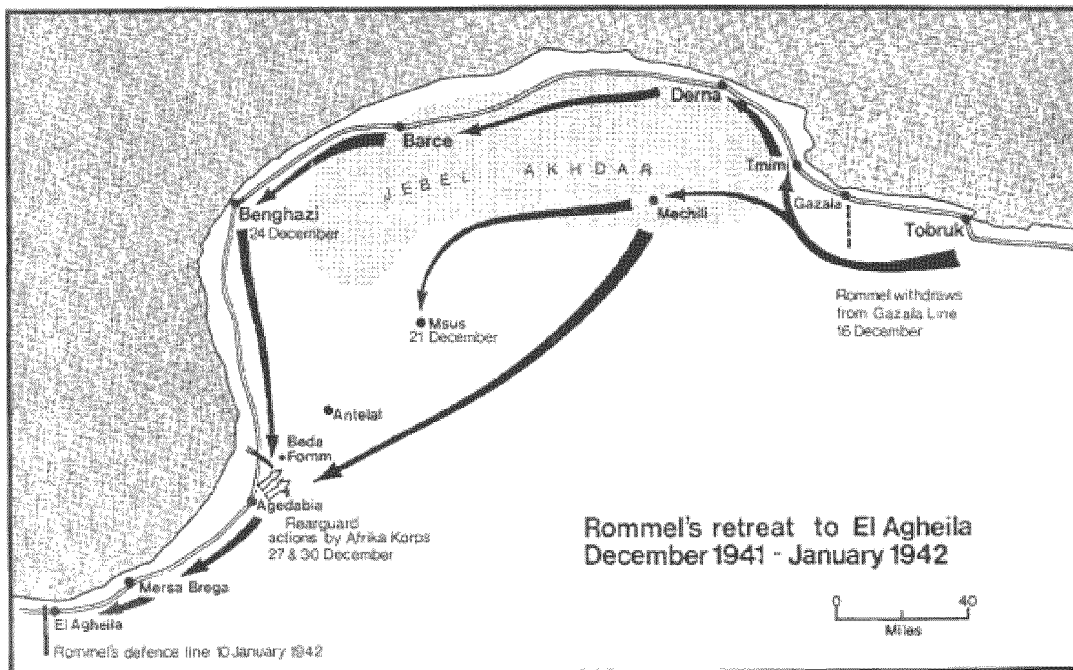 Derna
Barce
Tmimi
JEBEL AKHDAR
Mechili
Gazala
Benghazi
24 December
Tobruk
Rommel withdraws
from Gazala Line
16 December
Msus
21 December
Antelat
Beda
Fomm
Agedabia
Rearguard
actions by Afrika Korps
27 & 30 December
Rommel's retreat to El Agheila
December 1941 - January 1942
Mersa Brega
0 40
Miles
El Agheila
Rommel's defence line 10 January 1942